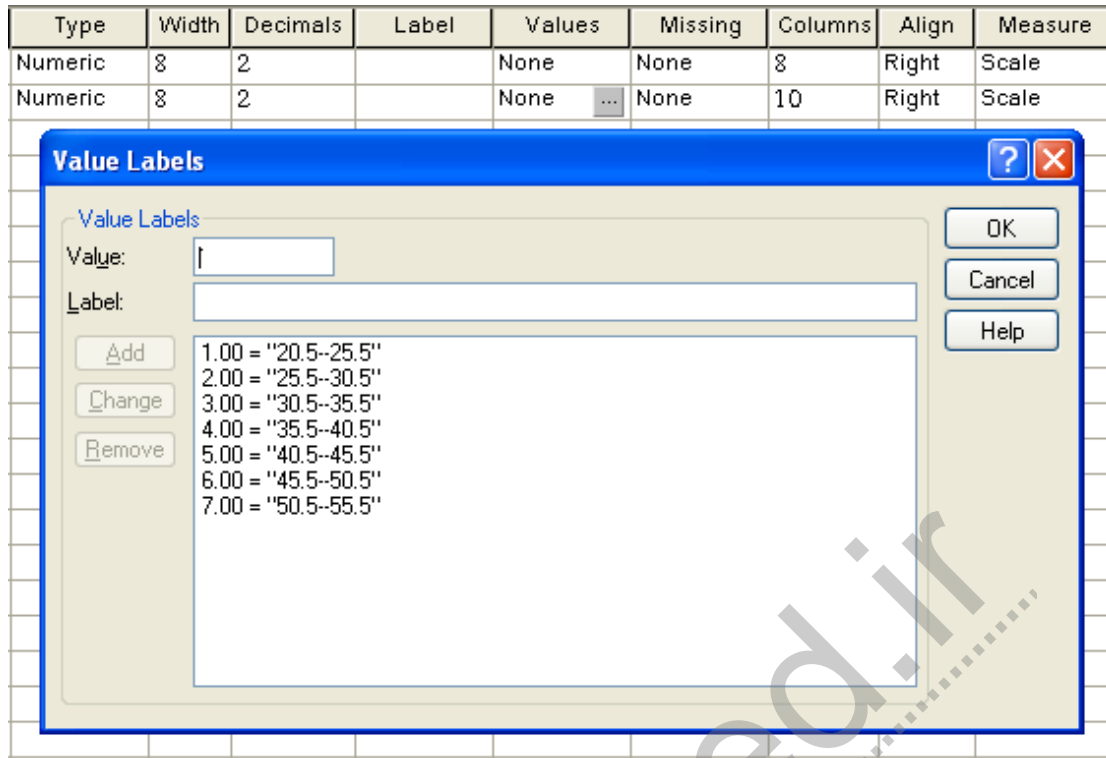 Type Width Decimals Label Values Missing Columns Align Measure
Numeric 8 2 None None 8 Right Scale
Numeric 8 2 None ... None 10 Right Scale
Value Labels
Value Labels
Value:
Label:
OK
Cancel
Help
Add
Change
Remove
1.00 = "20.5--25.5"
2.00 = "25.5--30.5"
3.00 = "30.5--35.5"
4.00 = "35.5--40.5"
5.00 = "40.5--45.5"
6.00 = "45.5--50.5"
7.00 = "50.5--55.5"
ed.ir